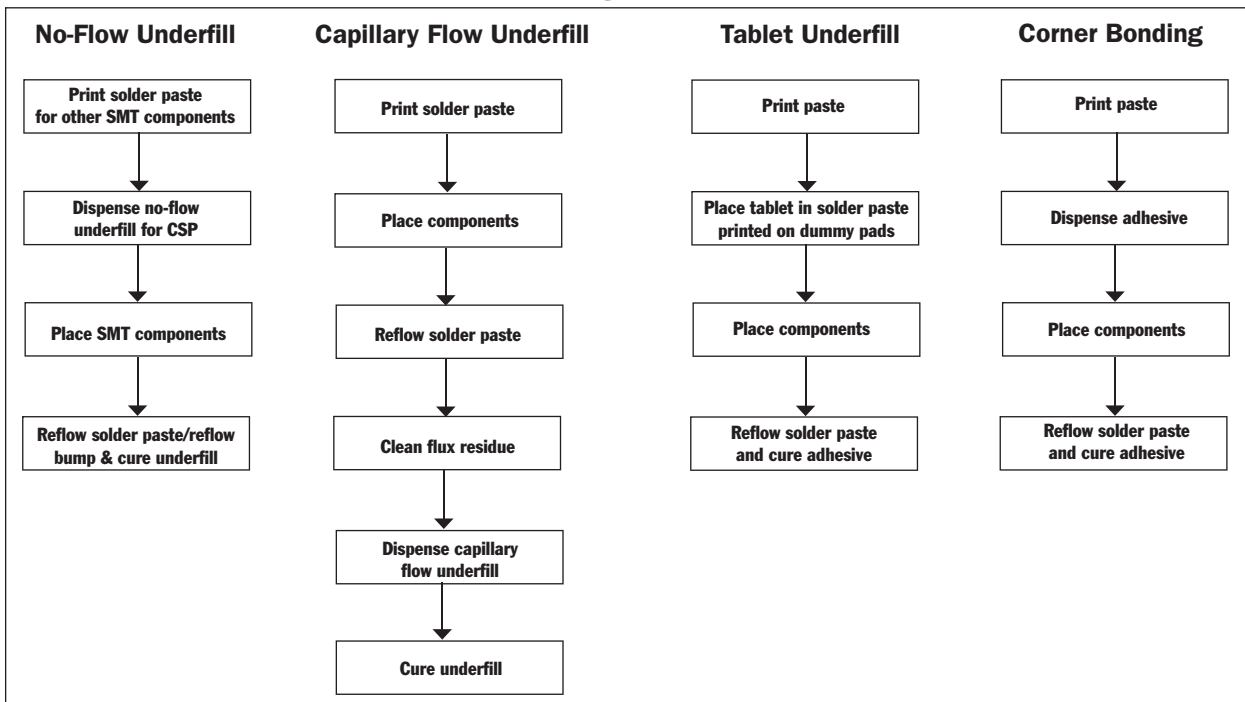 No-Flow Underfill
Print solder paste
for other SMT components
Dispense no-flow
underfill for CSP
Place SMT components
Reflow solder paste/reflow
bump & cure underfill
Capillary Flow Underfill
Print solder paste
Place components
Reflow solder paste
Clean flux residue
Dispense capillary
flow underfill
Cure underfill
Tablet Underfill
Print paste
Place tablet in solder paste
printed on dummy pads
Place components
Reflow solder paste
and cure adhesive
Corner Bonding
Print paste
Dispense adhesive
Place components
Reflow solder paste
and cure adhesive